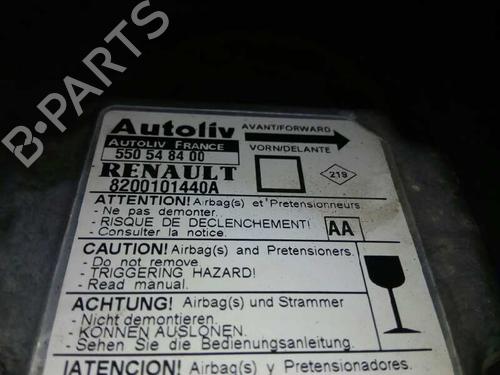 B-PARTS
Autoliv
AVANT/FORWARD
AUTOLIV FRANCE
VORN/DELANTE
550 54 84 00
RENAULT
8200101440A
219
ATTENTION! Airbag(s) et Pretensionneurs
- Ne pas demonter.
- RISQUE DE DECLENCHEMENT!
- Consulter la notice.
AA
CAUTION! Airbag(s) and Pretensioners.
- Do not remove.
- TRIGGERING HAZARD!
- Read manual.
ACHTUNG! Airbag(s) und Strammer
- Nicht demontieren.
- KONNEN AUSLONEN.
- Sehen Sie die Bedienungsanleitung.
¡ATENCION! Airbag(s) y Pretensionadores.